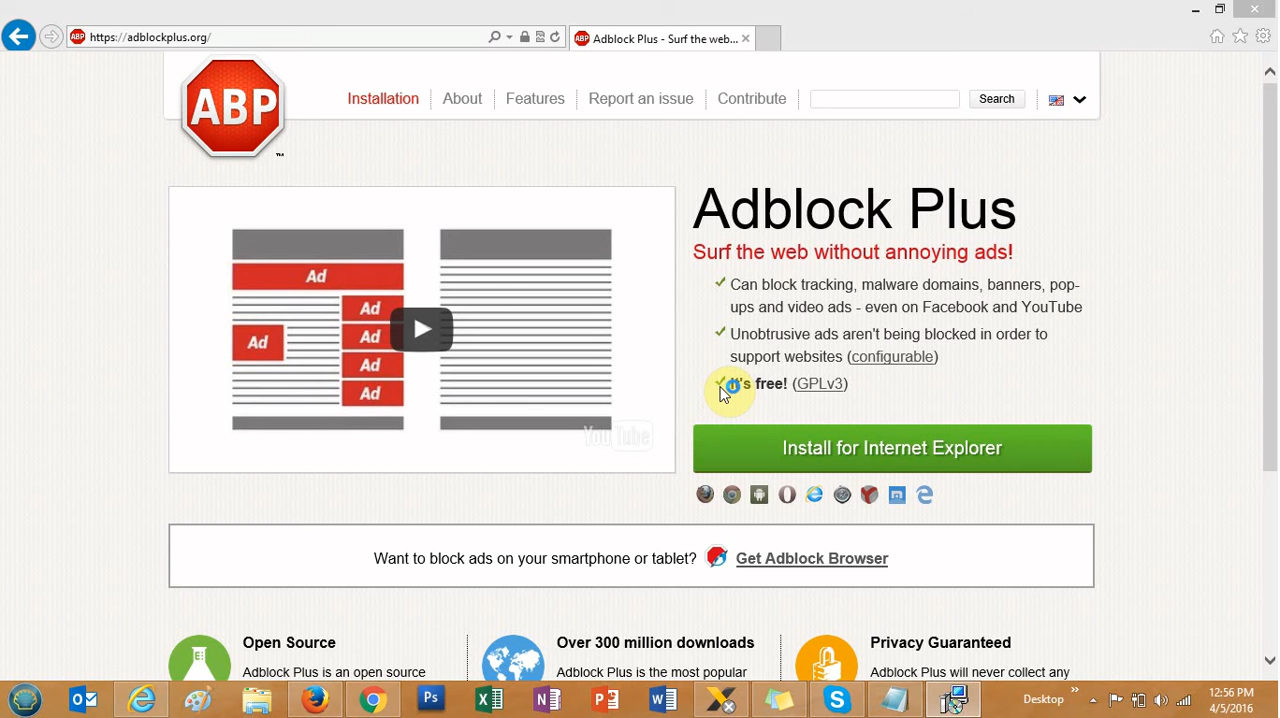 https://adblockplus.org/
Adblock Plus - Surf the web...
ABP
™
Installation
About
Features
Report an issue
Contribute
Search
Ad
Ad
Ad
Ad
Ad
Ad
YouTube
Adblock Plus
Surf the web without annoying ads!
Can block tracking, malware domains, banners, pop-
ups and video ads - even on Facebook and YouTube
Unobtrusive ads aren't being blocked in order to
support websites (configurable)
It's free! (GPLv3)
Install for Internet Explorer
Want to block ads on your smartphone or tablet? Get Adblock Browser
Open Source
Adblock Plus is an open source
Over 300 million downloads
Adblock Plus is the most popular
Privacy Guaranteed
Adblock Plus will never collect any
Desktop
12:56 PM
4/5/2016